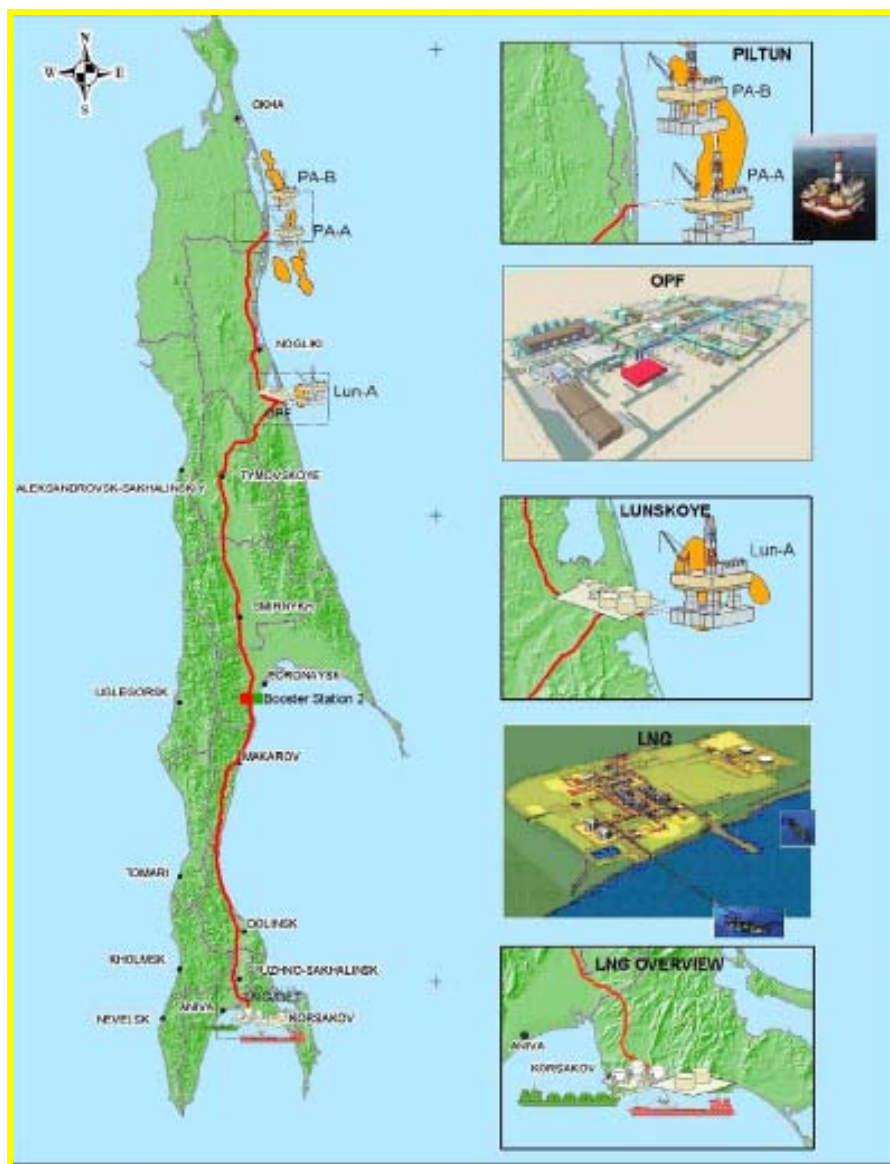 N
W E
S
OKHA
PA-B
PA-A
NOGLIKI
Lun-A
OPF
TYMOVSKOYE
ALEKSANDROVSK-SAKHALINSKIY
SMIRNYKH
PORONAYSK
UGLEGORSK
Booster Station 2
MAKAROV
TOMARI
DOLINSK
KHOLMSK
YUZHNO-SAKHALINSK
ANIVA
NEVELSK
KORSAKOV
PILTUN
PA-B
PA-A
OPF
LUNSKOYE
Lun-A
LNG
LNG OVERVIEW
ANIVA
KORSAKOV